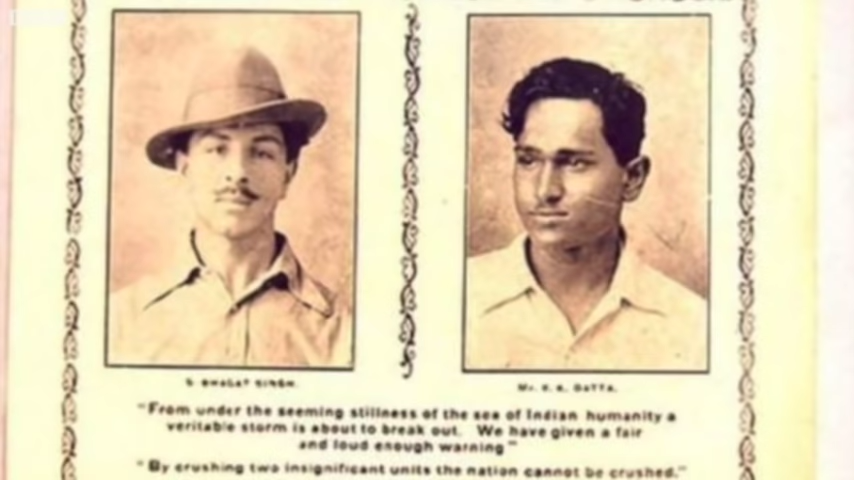 S BHAGAT SINGH.
Mr. B. K. DATTA.
"From under the seeming stillness of the sea of Indian humanity a
veritable storm is about to break out. We have given a fair
and loud enough warning"
"By crushing two insignificant units the nation cannot be crushed."